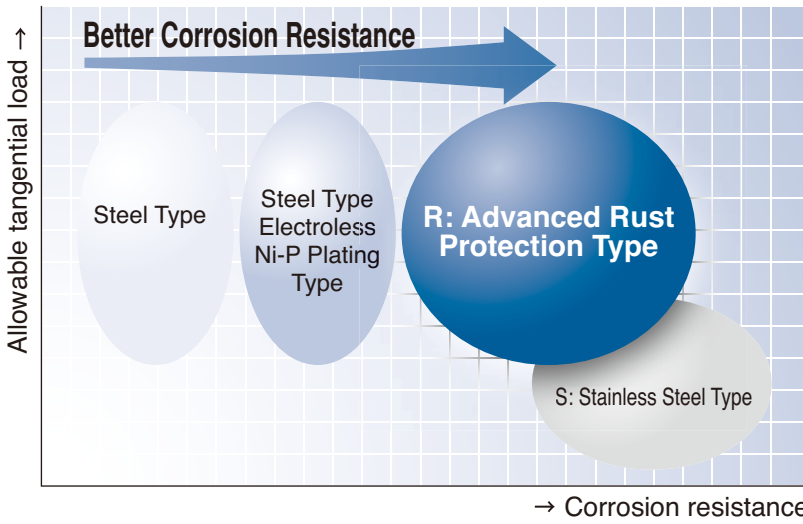 Better Corrosion Resistance
Allowable tangential load →
Steel Type
Steel Type
Electroless
Ni-P Plating
Type
R: Advanced Rust
Protection Type
S: Stainless Steel Type
→ Corrosion resistance